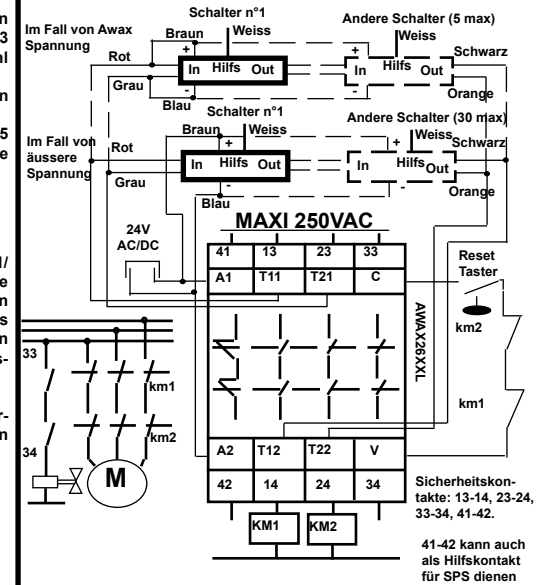 n
3
hl
n
5
e
1/
e
n
s
n
s-
r-
n
Schalter n°1
Andere Schalter (5 max)
Im Fall von Awax
Spannung
Braun
Weiss
Weiss
Schwarz
Rot
+
+
In Hilfs Out
In Hilfs Out
Grau
-
-
Blau
Orange
Schalter n°1
Andere Schalter (30 max)
Im Fall von
äussere
Spannung
Braun
Weiss
Weiss
Schwarz
Rot
+
+
In Hilfs Out
In Hilfs Out
Grau
-
-
Blau
Orange
MAXI 250VAC
24V
AC/DC
41 13 23 33
A1 T11 T21 C
Reset
Taster
AWAX26XXL
km2
33
km1
km1
km2
34
M
A2 T12 T22 V
42 14 24 34
KM1 KM2
Sicherheitskon-
takte: 13-14, 23-24,
33-34, 41-42.
41-42 kann auch
als Hilfskontakt
für SPS dienen